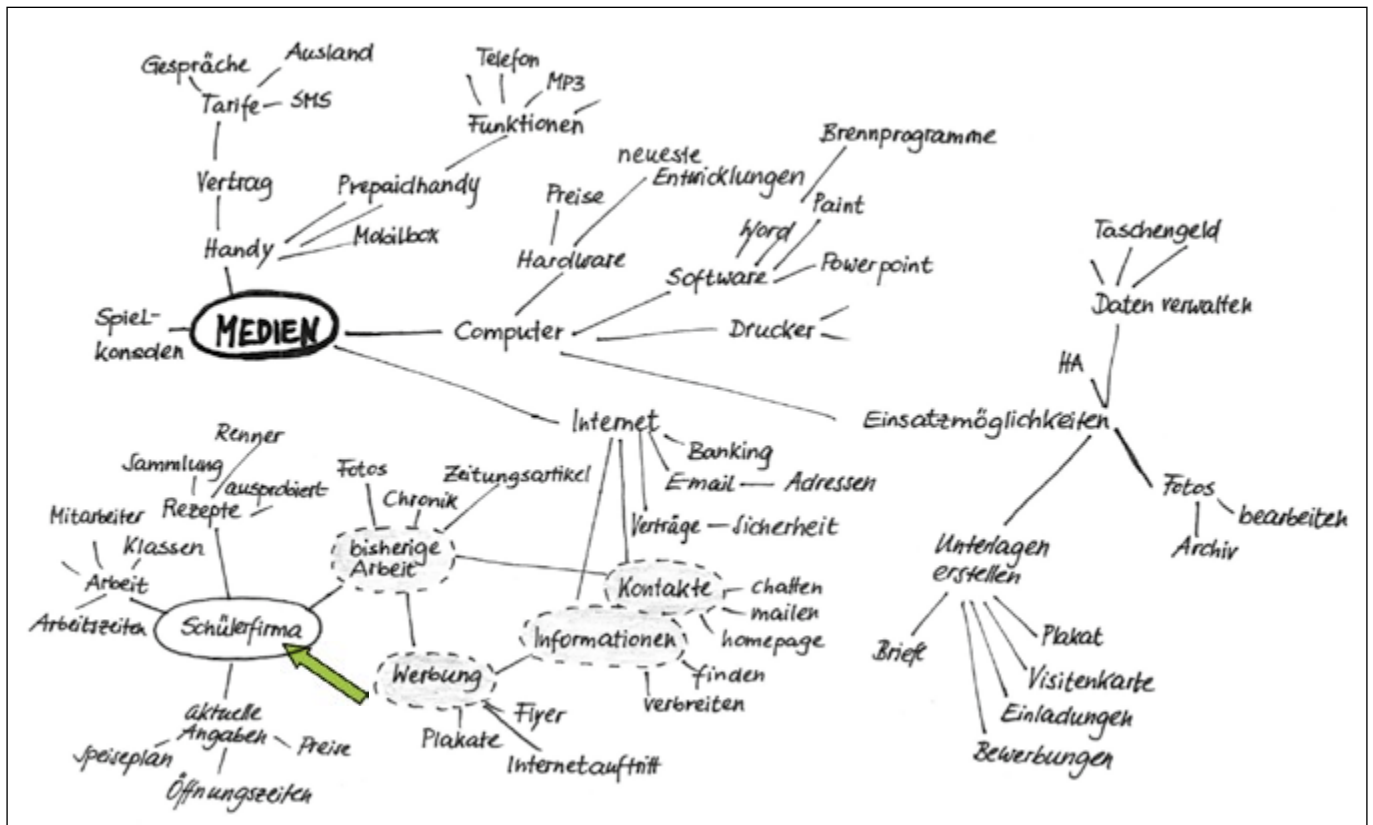 Gespräche
Ausland
Tarife
SMS
Vertrag
Handy
Prepaidhandy
Mobilbox
Telefon
MP3
Funktionen
Spiel-
konsolen
MEDIEN
Computer
Preise
neueste
Entwicklungen
Hardware
Brennprogramme
Paint
Word
Software
Powerpoint
Drucker
Taschengeld
Daten verwalten
HA
Einsatzmöglichkeiten
Fotos
bearbeiten
Archiv
Unterlagen
erstellen
Briefe
Plakat
Visitenkarte
Einladungen
Bewerbungen
Internet
Banking
E-mail
Adressen
Verträge
Sicherheit
Kontakte
chatten
mailen
homepage
Informationen
finden
verbreiten
Renner
Sammlung
ausprobiert
Rezepte
Fotos
Chronik
Zeitungsartikel
bisherige
Arbeit
Mitarbeiter
Klassen
Arbeit
Arbeitszeiten
Schülerfirma
Werbung
Flyer
Plakate
Internetauftritt
aktuelle
Angaben
Speiseplan
Preise
Öffnungszeiten